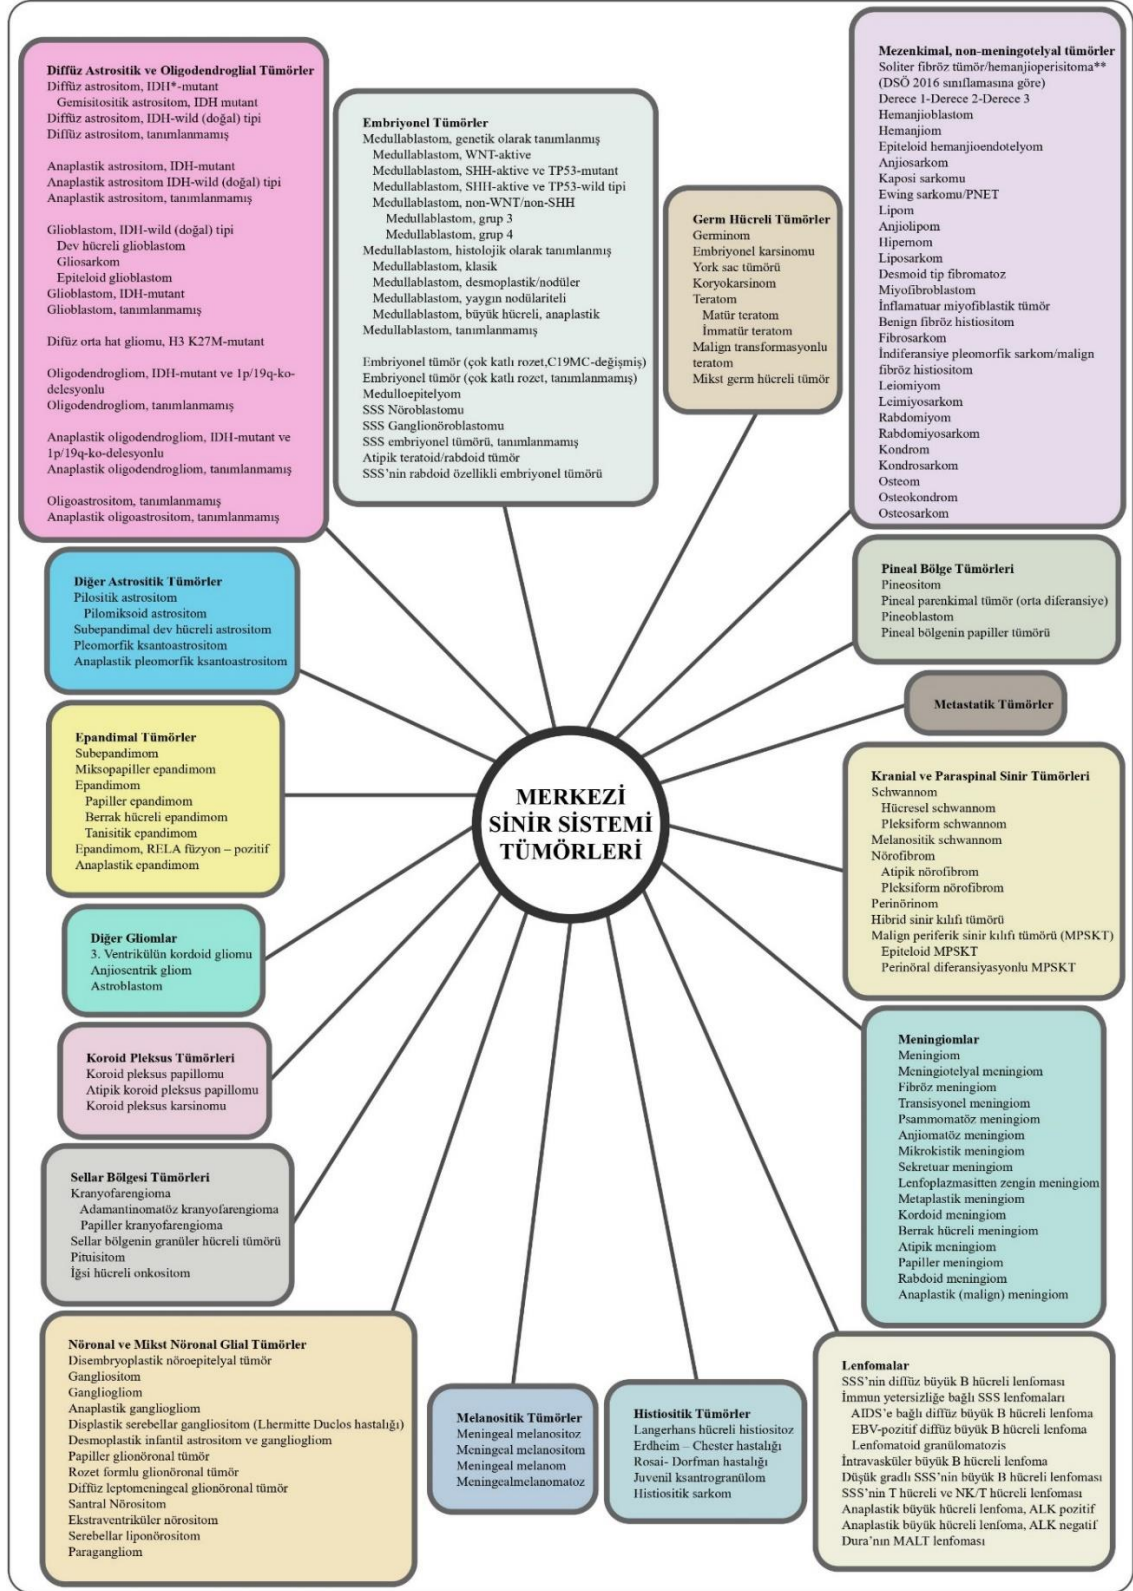 Diffüz Astrositik ve Oligodendroglial Tümörler
Diffüz astrositom, IDH*-mutant
Gemisitositik astrositom, IDH mutant
Diffüz astrositom, IDH-wild (doğal) tipi
Diffüz astrositom, tanımlanmamış
Anaplastik astrositom, IDH-mutant
Anaplastik astrositom IDH-wild (doğal) tipi
Anaplastik astrositom, tanımlanmamış
Glioblastom, IDH-wild (doğal) tipi
Dev hücreli glioblastom
Gliosarkom
Epiteloid glioblastom
Glioblastom, IDH-mutant
Glioblastom, tanımlanmamış
Difüz orta hat gliomu, H3 K27M-mutant
Oligodendrogliom, IDH-mutant ve 1p/19q-ko-
delesyonlu
Oligodendrogliom, tanımlanmamış
Anaplastik oligodendrogliom, IDH-mutant ve
1p/19q-ko-delesyonlu
Anaplastik oligodendrogliom, tanımlanmamış
Oligoastrositom, tanımlanmamış
Anaplastik oligoastrositom, tanımlanmamış
Embriyonel Tümörler
Medullablastom, genetik olarak tanımlanmış
Medullablastom, WNT-aktive
Medullablastom, SHH-aktive ve TP53-mutant
Medullablastom, SHH-aktive ve TP53-wild tipi
Medullablastom, non-WNT/non-SHH
Medullablastom, grup 3
Medullablastom, grup 4
Medullablastom, histolojik olarak tanımlanmış
Medullablastom, klasik
Medullablastom, desmoplastik/nodüler
Medullablastom, yaygın nodülariteli
Medullablastom, büyük hücreli, anaplastik
Medullablastom, tanımlanmamış
Embriyonel tümör (çok katlı rozet,C19MC-değişmiş)
Embriyonel tümör (çok katlı rozet, tanımlanmamış)
Medulloepitelyom
SSS Nöroblastomu
SSS Ganglionöroblastomu
SSS embriyonel tümörü, tanımlanmamış
Atipik teratoid/rabdoid tümör
SSS'nin rabdoid özellikli embriyonel tümörü
Germ Hücreli Tümörler
Germinom
Embriyonel karsinomu
York sac tümörü
Koryokarsinom
Teratom
Matür teratom
İmmatür teratom
Malign transformasyonlu
teratom
Mikst germ hücreli tümör
Mezenkimal, non-meningotelyal tümörler
Soliter fibröz tümör/hemanjioperisitoma**
(DSÖ 2016 sınıflamasına göre)
Derece 1-Derece 2-Derece 3
Hemanjioblastom
Hemanjiom
Epiteloid hemanjioendotelyom
Anjiosarkom
Kaposi sarkomu
Ewing sarkomu/PNET
Lipom
Anjiolipom
Hipernom
Liposarkom
Desmoid tip fibromatoz
Miyofibroblastom
İnflamatuar miyofiblastik tümör
Benign fibröz histiositom
Fibrosarkom
İndiferansiye pleomorfik sarkom/malign
fibröz histiositom
Leiomiyom
Leimiyosarkom
Rabdomiyom
Rabdomiyosarkom
Kondrom
Kondrosarkom
Osteom
Osteokondrom
Osteosarkom
Diğer Astrositik Tümörler
Pilositik astrositom
Pilomiksoid astrositom
Subepandimal dev hücreli astrositom
Pleomorfik ksantoastrositom
Anaplastik pleomorfik ksantoastrositom
Pineal Bölge Tümörleri
Pineositom
Pineal parenkimal tümör (orta diferansiye)
Pineoblastom
Pineal bölgenin papiller tümörü
Metastatik Tümörler
Epandimal Tümörler
Subepandimom
Miksopapiller epandimom
Epandimom
Papiller epandimom
Berrak hücreli epandimom
Tanisitik epandimom
Epandimom, RELA füzyon – pozitif
Anaplastik epandimom
MERKEZİ
SİNİR SİSTEMİ
TÜMÖRLERİ
Kranial ve Paraspinal Sinir Tümörleri
Schwannom
Hücresel schwannom
Pleksiform schwannom
Melanositik schwannom
Nörofibrom
Atipik nörofibrom
Pleksiform nörofibrom
Perinörinom
Hibrid sinir kılıfı tümörü
Malign periferik sinir kılıfı tümörü (MPSKT)
Epiteloid MPSKT
Perinöral diferansiyasyonlu MPSKT
Diğer Gliomlar
3. Ventrikülün kordoid gliomu
Anjiosentrik gliom
Astroblastom
Koroid Pleksus Tümörleri
Koroid pleksus papillomu
Atipik koroid pleksus papillomu
Koroid pleksus karsinomu
Meningiomlar
Meningiom
Meningiotelyal meningiom
Fibröz meningiom
Transisyonel meningiom
Psammomatöz meningiom
Anjiomatöz meningiom
Mikrokistik meningiom
Sekretuar meningiom
Lenfoplazmasitten zengin meningiom
Metaplastik meningiom
Kordoid meningiom
Berrak hücreli meningiom
Atipik meningiom
Papiller meningiom
Rabdoid meningiom
Anaplastik (malign) meningiom
Sellar Bölgesi Tümörleri
Kranyofarengioma
Adamantinomatöz kranyofarengioma
Papiller kranyofarengioma
Sellar bölgenin granüler hücreli tümörü
Pituisitom
İğsi hücreli onkositom
Nöronal ve Mikst Nöronal Glial Tümörler
Disembryoplastik nöroepitelyal tümör
Gangliositom
Gangliogliom
Anaplastik gangliogliom
Displastik serebellar gangliositom (Lhermitte Duclos hastalığı)
Desmoplastik infantil astrositom ve gangliogliom
Papiller glionöronal tümör
Rozet formlu glionöronal tümör
Diffüz leptomeningeal glionöronal tümör
Santral Nörositom
Ekstraventriküler nörositom
Serebellar liponörositom
Paragangliom
Melanositik Tümörler
Meningeal melanositoz
Meningeal melanositom
Meningeal melanom
Meningealmelanomatoz
Histiositik Tümörler
Langerhans hücreli histiositoz
Erdheim – Chester hastalığı
Rosai- Dorfman hastalığı
Juvenil ksantrogranülom
Histiositik sarkom
Lenfomalar
SSS'nin diffüz büyük B hücreli lenfoması
İmmun yetersizliğe bağlı SSS lenfomaları
AIDS'e bağlı diffüz büyük B hücreli lenfoma
EBV-pozitif diffüz büyük B hücreli lenfoma
Lenfomatoid granülomatozis
İntravasküler büyük B hücreli lenfoma
Düşük gradlı SSS'nin büyük B hücreli lenfoması
SSS'nin T hücreli ve NK/T hücreli lenfoması
Anaplastik büyük hücreli lenfoma, ALK pozitif
Anaplastik büyük hücreli lenfoma, ALK negatif
Dura'nın MALT lenfoması